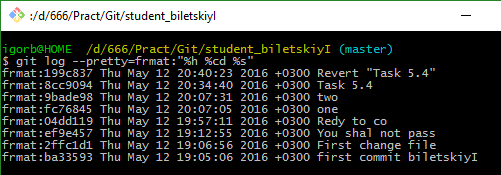 :/d/666/Pract/Git/student_biletskiyI
igorb@HOME /d/666/Pract/Git/student_biletskiyI (master)
$ git log --pretty=frmat:"%h %cd %s"
frmat:199c837 Thu May 12 20:40:23 2016 +0300 Revert "Task 5.4"
frmat:8cc9094 Thu May 12 20:34:40 2016 +0300 Task 5.4
frmat:9bade98 Thu May 12 20:07:31 2016 +0300 two
frmat:fc76845 Thu May 12 20:07:05 2016 +0300 one
frmat:04dd119 Thu May 12 19:57:11 2016 +0300 Redy to co
frmat:ef9e457 Thu May 12 19:12:55 2016 +0300 You shal not pass
frmat:2ffc1d1 Thu May 12 19:06:56 2016 +0300 First change file
frmat:ba33593 Thu May 12 19:05:06 2016 +0300 first commit biletskiyI